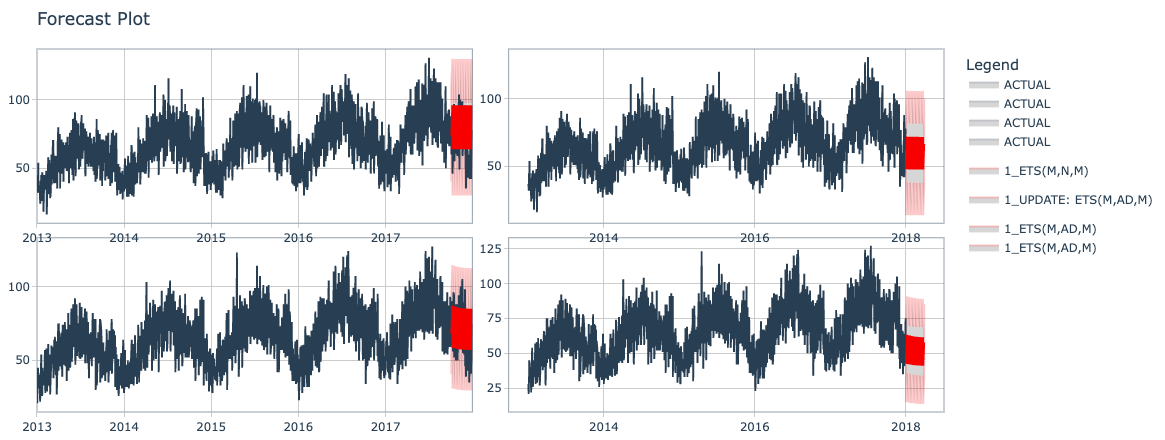 Forecast Plot
100
50
2013
2014
2015
2016
2017
100
50
2014
2016
2018
100
50
2013
2014
2015
2016
2017
125
100
75
50
25
2014
2016
2018
Legend
ACTUAL
ACTUAL
ACTUAL
ACTUAL
1_ETS(M,N,M)
1_UPDATE: ETS(M,AD,M)
1_ETS(M,AD,M)
1_ETS(M,AD,M)